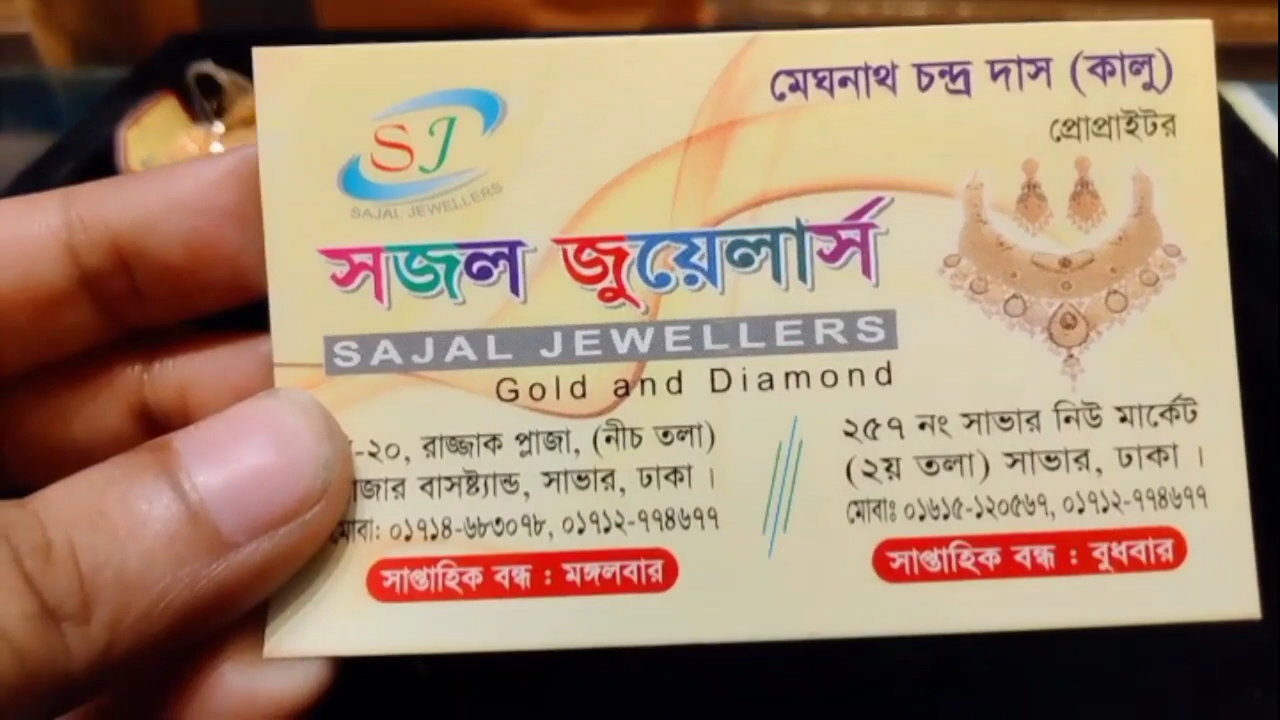 মেঘনাথ চন্দ্র দাস (কালু)
প্রোপ্রাইটর
SJ
SAJAL JEWELLERS
সজল জুয়েলার্স
SAJAL JEWELLERS
Gold and Diamond
-২০, রাজ্জাক প্লাজা, (নীচ তলা)
বাসষ্ট্যান্ড, সাভার, ঢাকা ।
মোবা: ০১৭১৪-৬৮৩০৭৮, ০১৭১২-৭৭৪৬৭৭
সাপ্তাহিক বন্ধ : মঙ্গলবার
২৫৭ নং সাভার নিউ মার্কেট
(২য় তলা) সাভার, ঢাকা ।
মোবাঃ ০১৬১৫-১২০৫৬৭, ০১৭১২-৭৭৪৬৭৭
সাপ্তাহিক বন্ধ : বুধবার